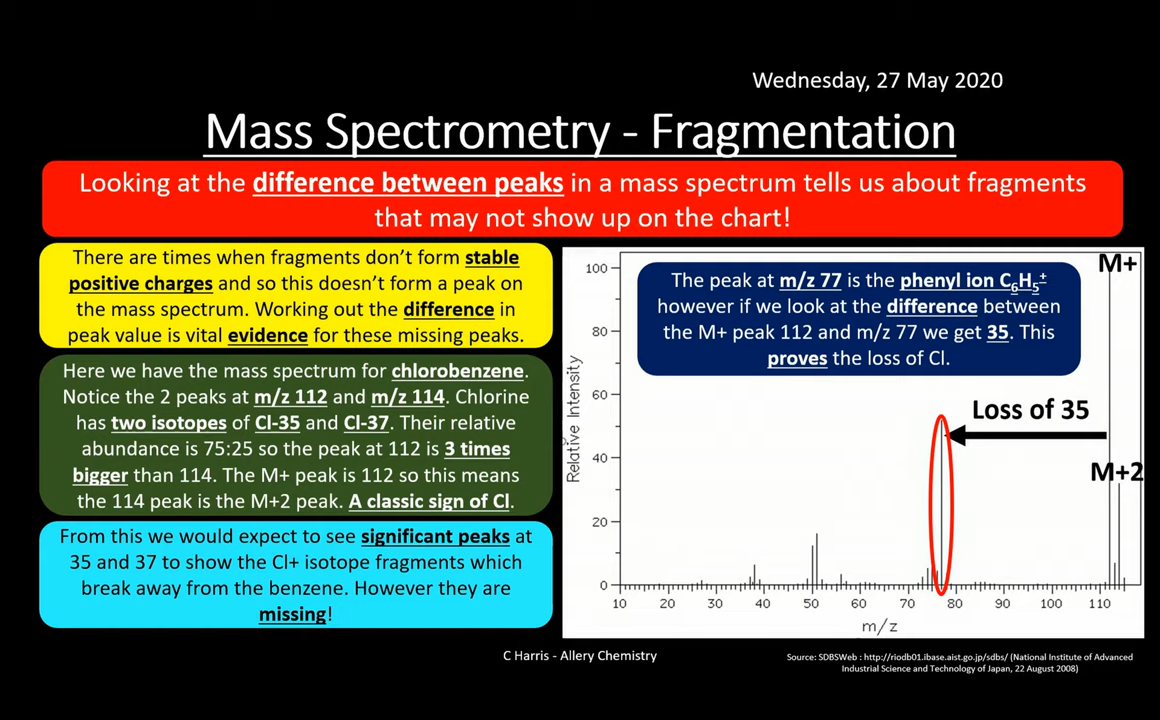 Wednesday, 27 May 2020
Mass Spectrometry - Fragmentation
Looking at the difference between peaks in a mass spectrum tells us about fragments
that may not show up on the chart!
There are times when fragments don't form stable
positive charges and so this doesn't form a peak on
the mass spectrum. Working out the difference in
peak value is vital evidence for these missing peaks.
Here we have the mass spectrum for chlorobenzene.
Notice the 2 peaks at m/z 112 and m/z 114. Chlorine
has two isotopes of Cl-35 and Cl-37. Their relative
abundance is 75:25 so the peak at 112 is 3 times
bigger than 114. The M+ peak is 112 so this means
the 114 peak is the M+2 peak. A classic sign of Cl.
From this we would expect to see significant peaks at
35 and 37 to show the Cl+ isotope fragments which
break away from the benzene. However they are
missing!
The peak at m/z 77 is the phenyl ion C₆H₅⁺
however if we look at the difference between
the M+ peak 112 and m/z 77 we get 35. This
proves the loss of Cl.
M+
Loss of 35
M+2
Relative Intensity
100
80
60
40
20
0
10 20 30 40 50 60 70 80 90 100 110
m/z
C Harris - Allery Chemistry
Source: SDBSWeb : http://riodb01.ibase.aist.go.jp/sdbs/ (National Institute of Advanced
Industrial Science and Technology of Japan, 22 August 2008)